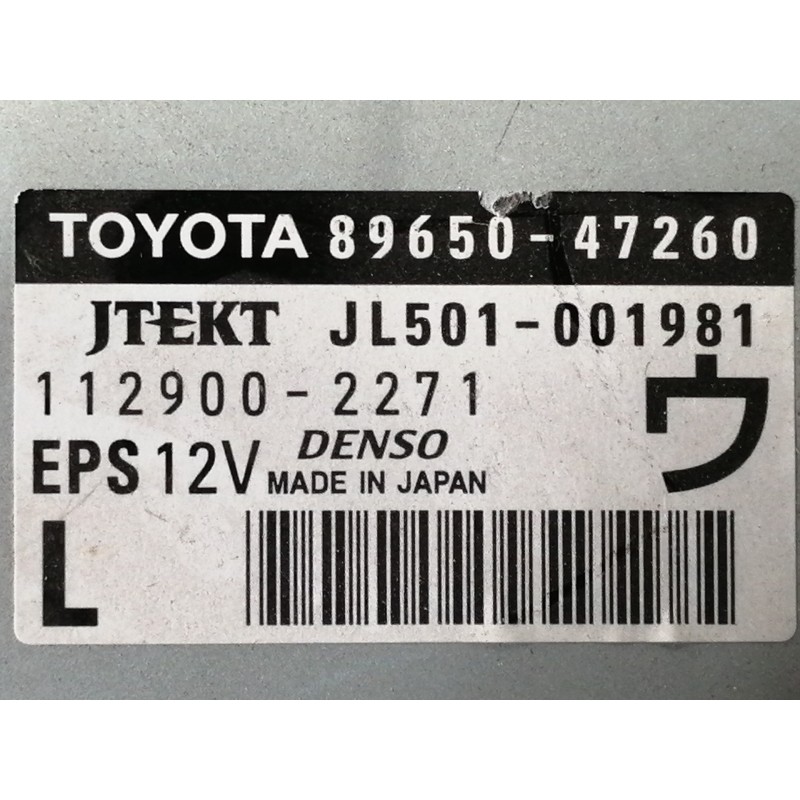 TOYOTA 89650-47260
JTEKT JL501-001981
112900-2271 ウ
EPS 12V DENSO
MADE IN JAPAN
L